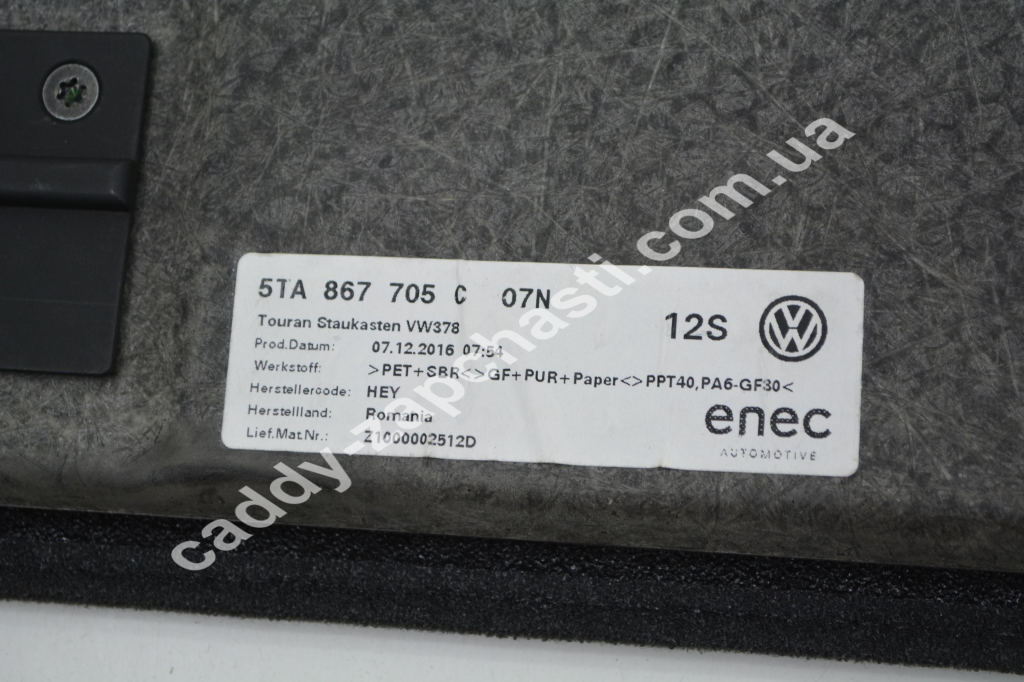 5TA 867 705 C 07N
Touran Staukasten VW378
12S
Prod.Datum: 07.12.2016 07:54
Werkstoff: >PET+SBR<>GF+PUR+Paper<>PPT40,PA6-GF30<
Herstellercode: HEY
Herstellland: Romania
Lief.Mat.Nr.: Z1000002512D
enec
AUTOMOTIVE
caddy-zapchasti.com.ua